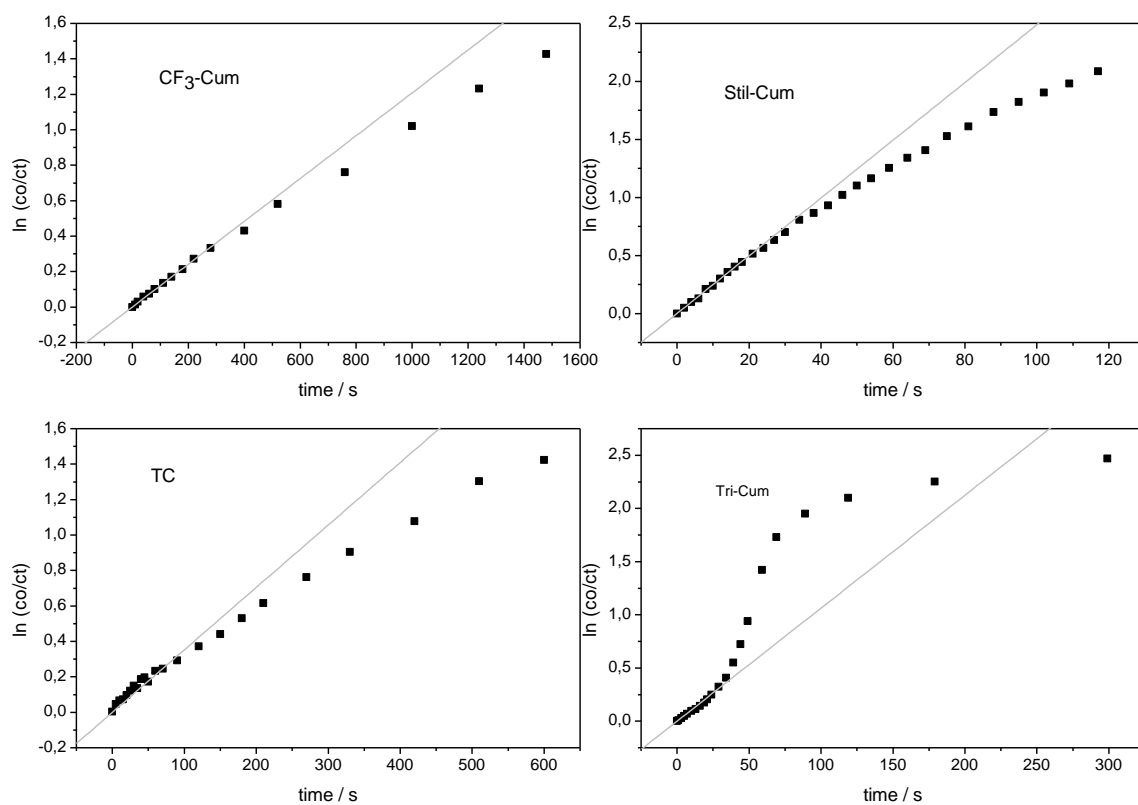 1,6
1,4
1,2
1,0
0,8
0,6
0,4
0,2
0,0
-0,2
ln (co/ct)
CF3-Cum
-200 0 200 400 600 800 1000 1200 1400 1600
time / s
2,5
2,0
1,5
1,0
0,5
0,0
ln (co/ct)
Stil-Cum
0 20 40 60 80 100 120
time / s
1,6
1,4
1,2
1,0
0,8
0,6
0,4
0,2
0,0
-0,2
ln (co/ct)
TC
0 100 200 300 400 500 600
time / s
2,5
2,0
1,5
1,0
0,5
0,0
ln (co/ct)
Tri-Cum
0 50 100 150 200 250 300
time / s